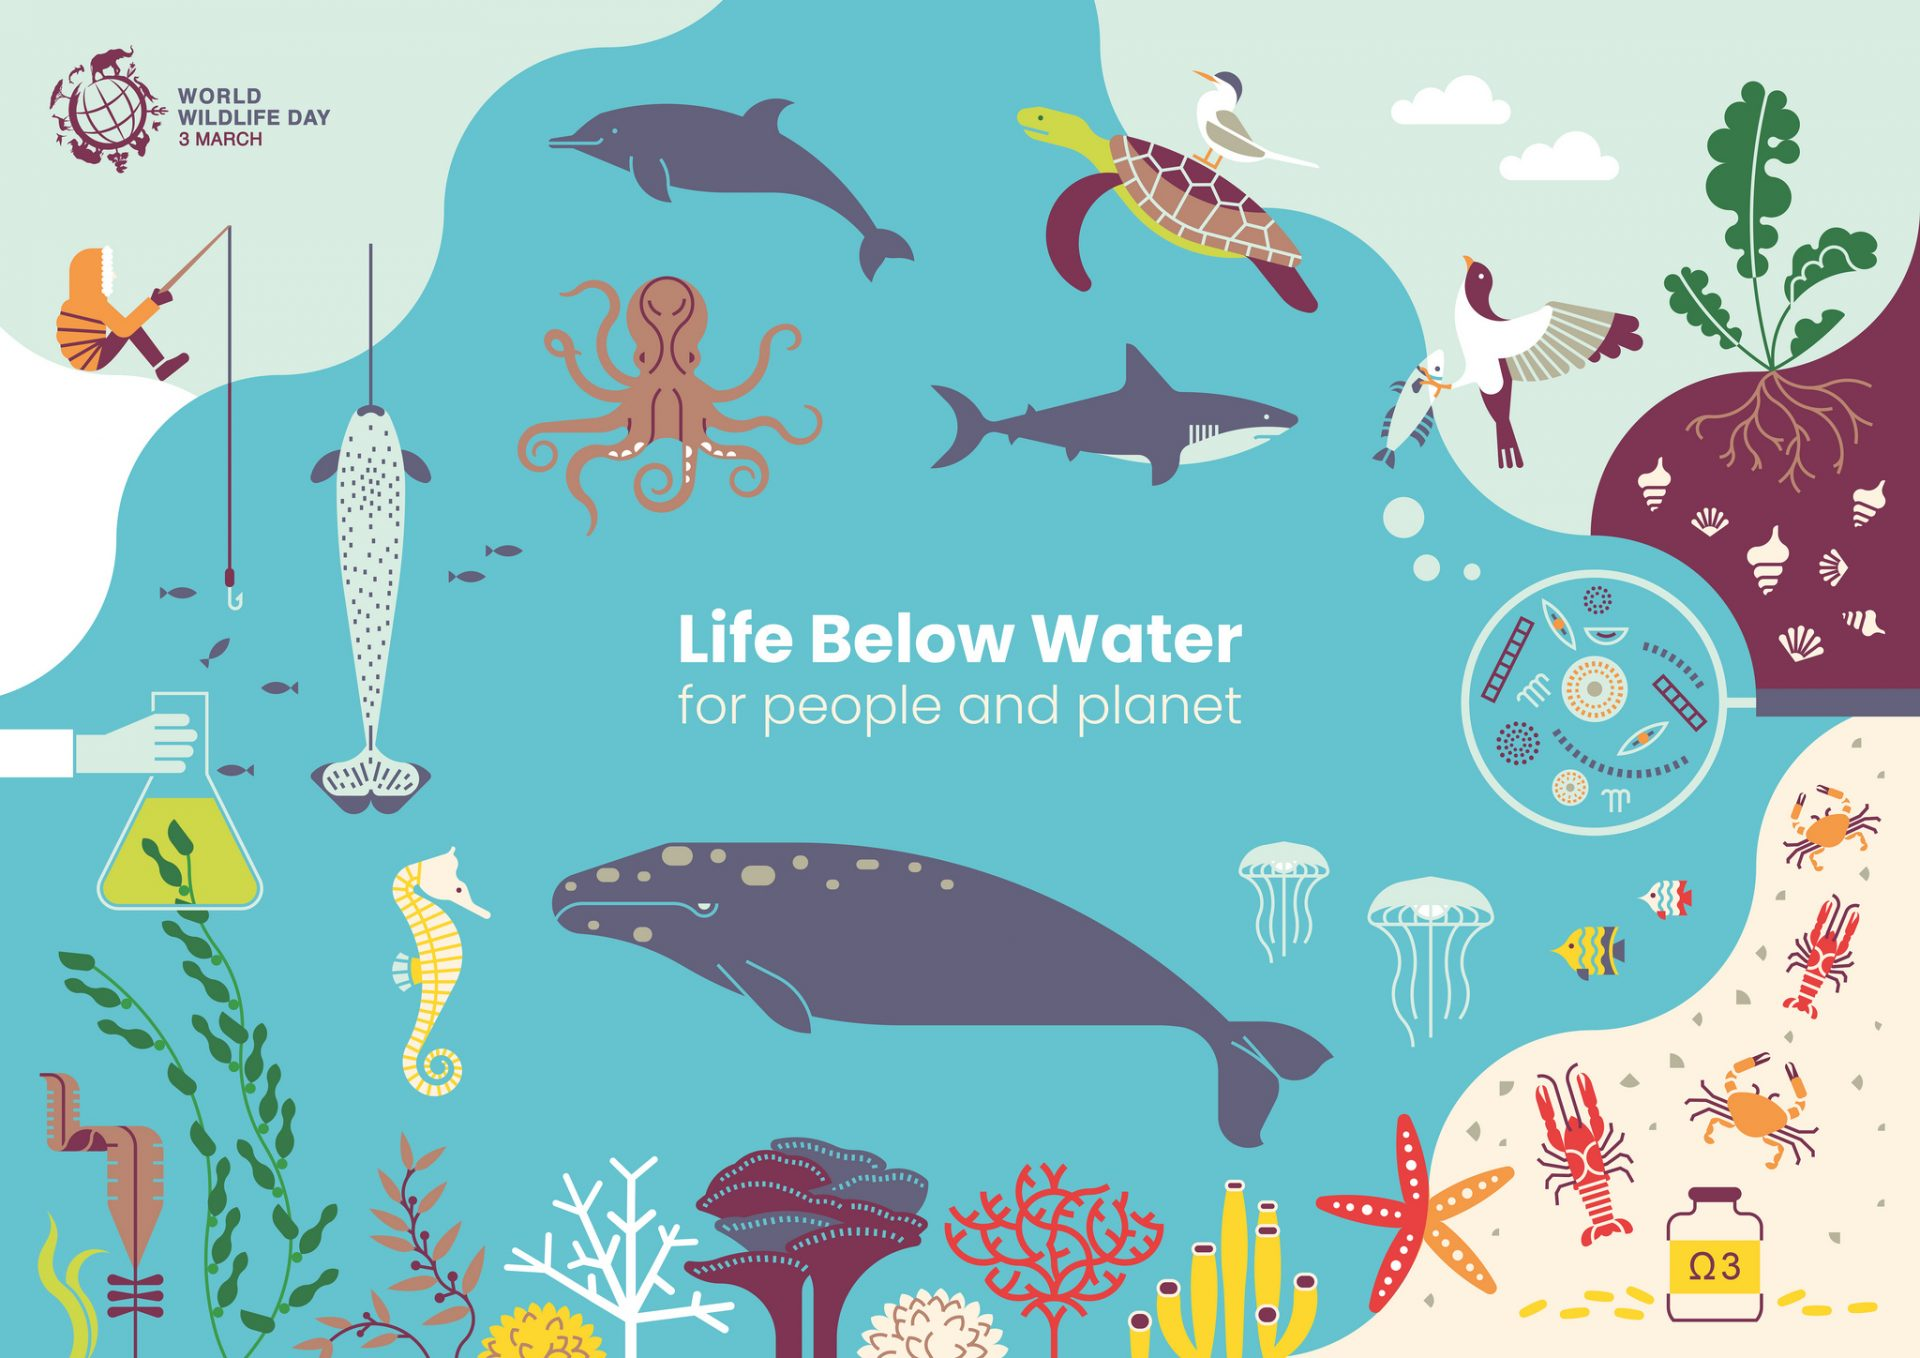 WORLD
WILDLIFE DAY
3 MARCH
Life Below Water
for people and planet
Ω3